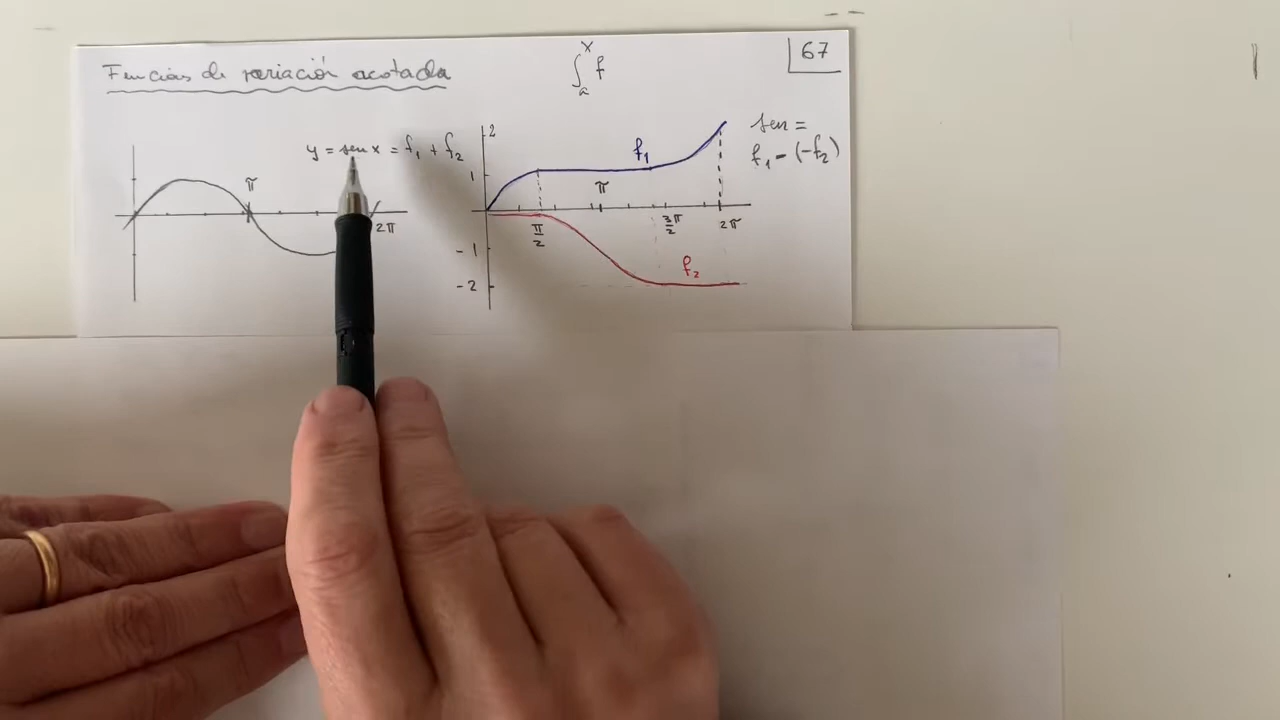 Funcións de variación acotada
∫ₐˣ f
67
y = sen x = f₁ + f₂
π
2π
2
1
-1
-2
f₁
π
π/2
3π/2
2π
f₂
sen =
f₁ - (-f₂)